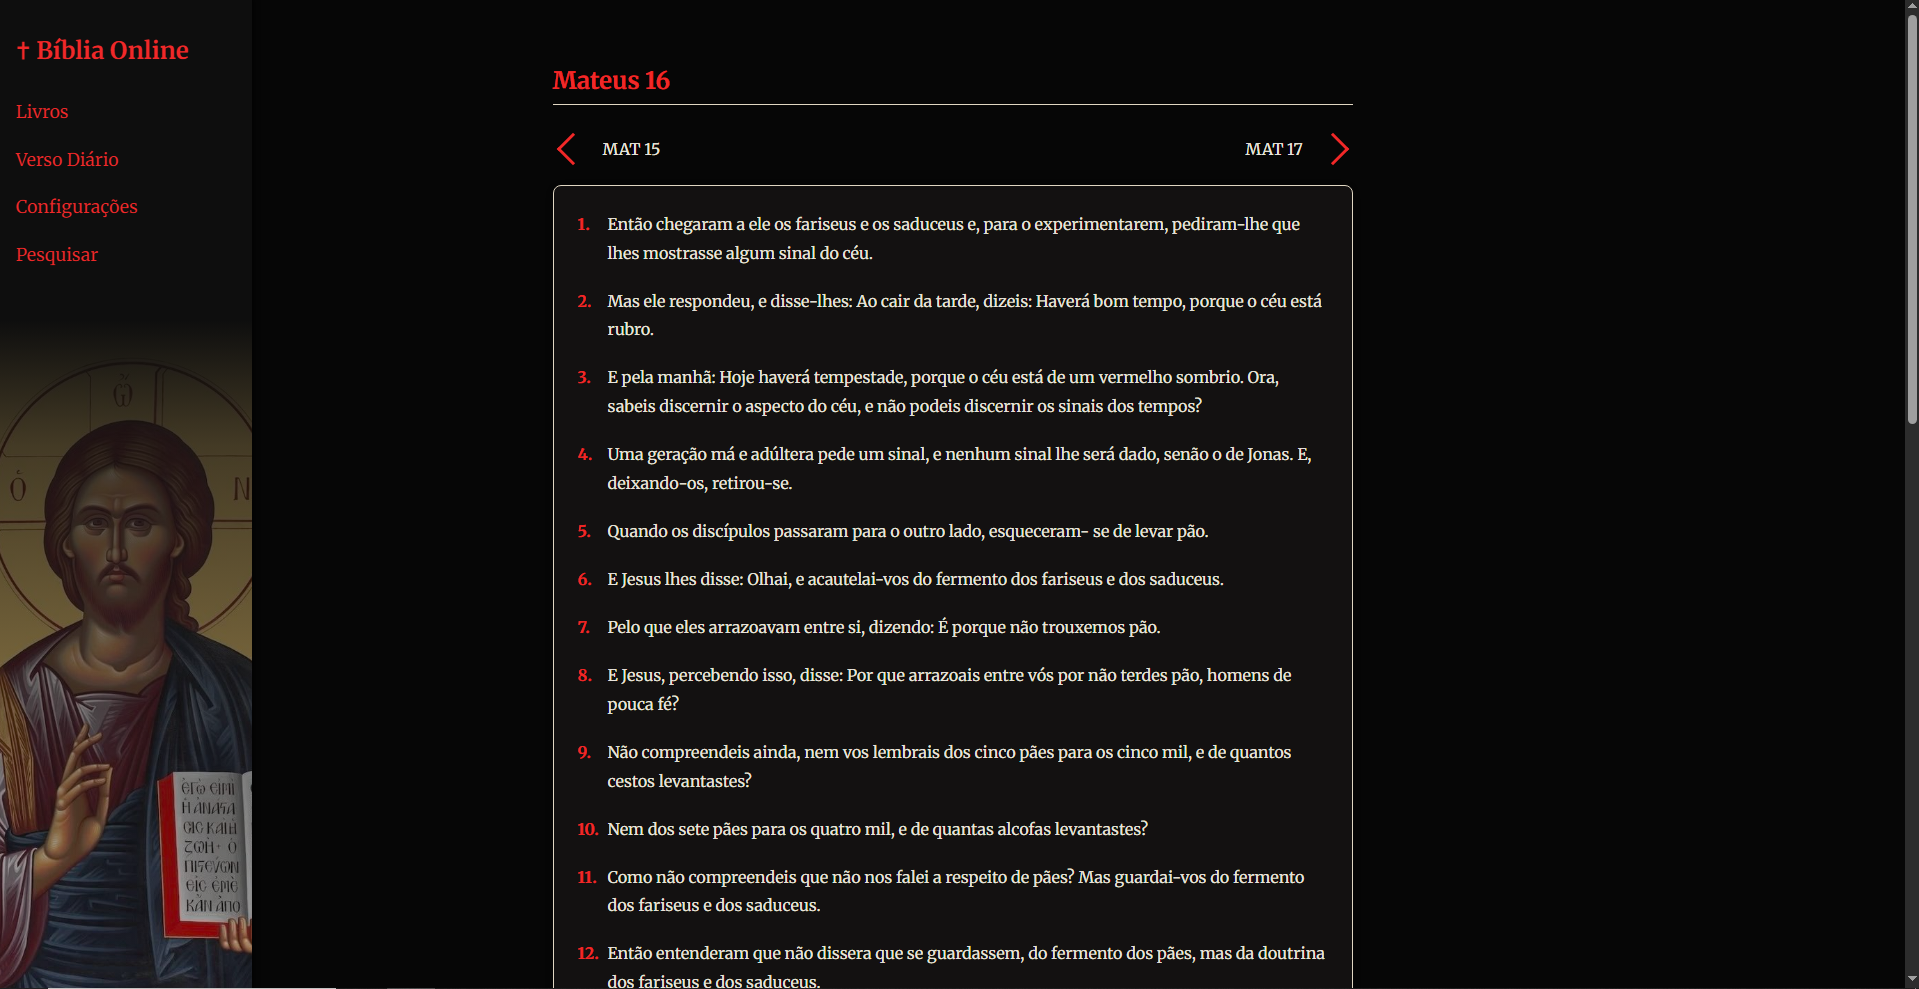 † Bíblia Online
Livros
Verso Diário
Configurações
Pesquisar
Ὁ
Ὤ
Ν
Mateus 16
MAT 15
MAT 17
1. Então chegaram a ele os fariseus e os saduceus e, para o experimentarem, pediram-lhe que
lhes mostrasse algum sinal do céu.
2. Mas ele respondeu, e disse-lhes: Ao cair da tarde, dizeis: Haverá bom tempo, porque o céu está
rubro.
3. E pela manhã: Hoje haverá tempestade, porque o céu está de um vermelho sombrio. Ora,
sabeis discernir o aspecto do céu, e não podeis discernir os sinais dos tempos?
4. Uma geração má e adúltera pede um sinal, e nenhum sinal lhe será dado, senão o de Jonas. E,
deixando-os, retirou-se.
5. Quando os discípulos passaram para o outro lado, esqueceram- se de levar pão.
6. E Jesus lhes disse: Olhai, e acautelai-vos do fermento dos fariseus e dos saduceus.
7. Pelo que eles arrazoavam entre si, dizendo: É porque não trouxemos pão.
8. E Jesus, percebendo isso, disse: Por que arrazoais entre vós por não terdes pão, homens de
pouca fé?
9. Não compreendeis ainda, nem vos lembrais dos cinco pães para os cinco mil, e de quantos
cestos levantastes?
10. Nem dos sete pães para os quatro mil, e de quantas alcofas levantastes?
11. Como não compreendeis que não nos falei a respeito de pães? Mas guardai-vos do fermento
dos fariseus e dos saduceus.
12. Então entenderam que não dissera que se guardassem, do fermento dos pães, mas da doutrina
dos fariseus e dos saduceus.